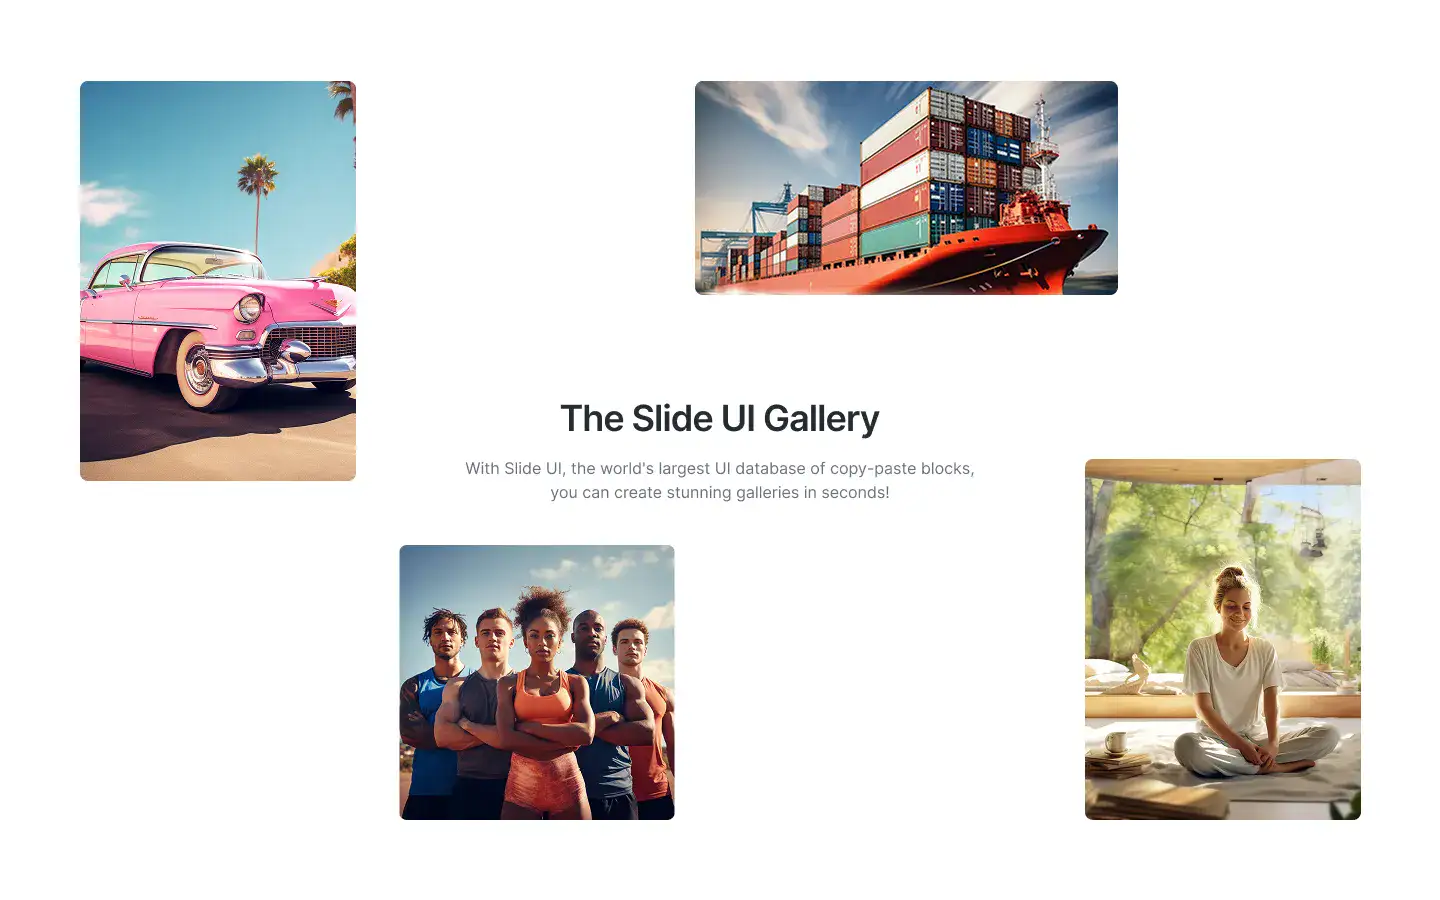 The Slide UI Gallery
With Slide UI, the world's largest UI database of copy-paste blocks,
you can create stunning galleries in seconds!